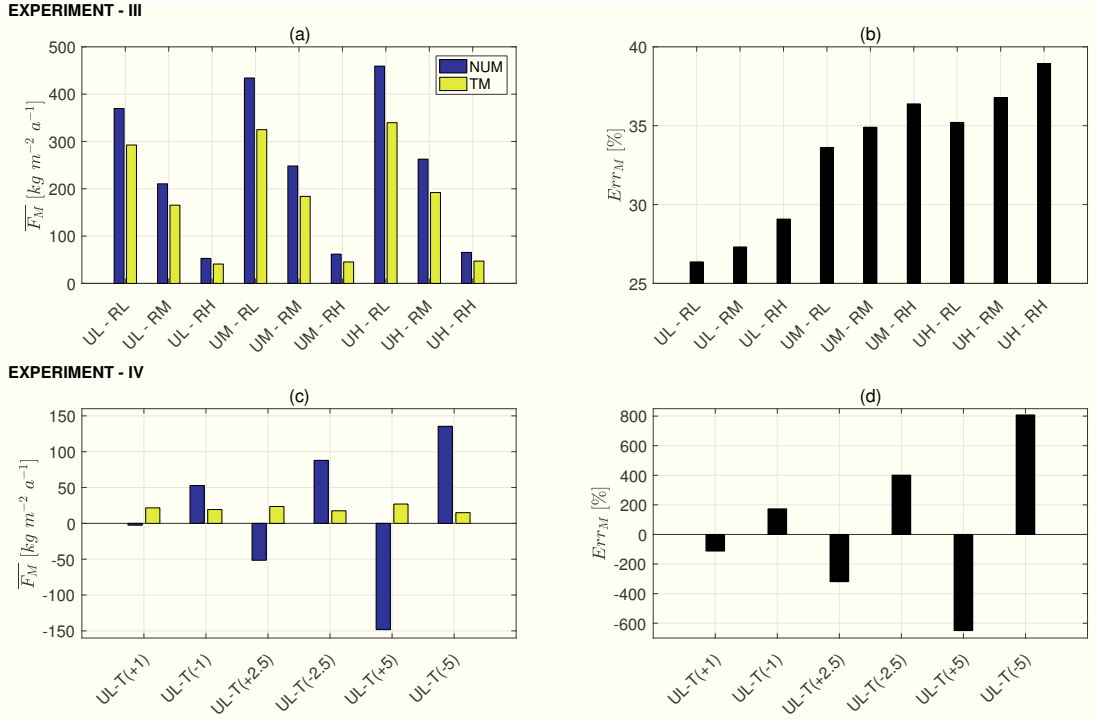 EXPERIMENT - III
(a)
500
400
300
200
100
0
F_M [kg m^-2 a^-1]
NUM
TM
UL - RL
UL - RM
UL - RH
UM - RL
UM - RM
UM - RH
UH - RL
UH - RM
UH - RH
(b)
40
35
30
25
Err_M [%]
UL - RL
UL - RM
UL - RH
UM - RL
UM - RM
UM - RH
UH - RL
UH - RM
UH - RH
EXPERIMENT - IV
(c)
150
100
50
0
-50
-100
-150
F_M [kg m^-2 a^-1]
UL-T(+1)
UL-T(-1)
UL-T(+2.5)
UL-T(-2.5)
UL-T(+5)
UL-T(-5)
(d)
800
600
400
200
0
-200
-400
-600
Err_M [%]
UL-T(+1)
UL-T(-1)
UL-T(+2.5)
UL-T(-2.5)
UL-T(+5)
UL-T(-5)